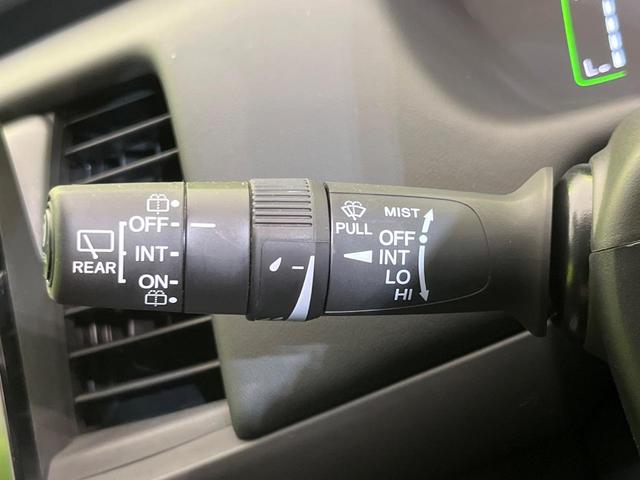 OFF
INT
ON
REAR
PULL
MIST
OFF
INT
LO
HI
L